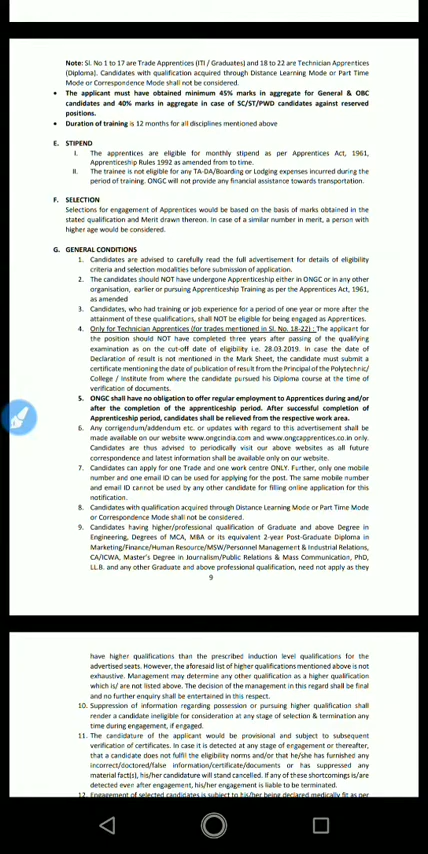 Note: Sl. No 1 to 17 are Trade Apprentices (ITI / Graduates) and 18 to 22 are Technician Apprentices
(Diploma). Candidates with qualification acquired through Distance Learning Mode or Part Time
Mode or Correspondence Mode shall not be considered.
• The applicant must have obtained minimum 45% marks in aggregate for General & OBC
candidates and 40% marks in aggregate in case of SC/ST/PWD candidates against reserved
positions.
• Duration of training is 12 months for all disciplines mentioned above
E. STIPEND
I. The apprentices are eligible for monthly stipend as per Apprentices Act, 1961,
Apprenticeship Rules 1992 as amended from to time.
II. The trainee is not eligible for any TA-DA/Boarding or Lodging expenses incurred during the
period of training. ONGC will not provide any financial assistance towards transportation.
F. SELECTION
Selections for engagement of Apprentices would be based on the basis of marks obtained in the
stated qualification and Merit drawn thereon. In case of a similar number in merit, a person with
higher age would be considered.
G. GENERAL CONDITIONS
1. Candidates are advised to carefully read the full advertisement for details of eligibility
criteria and selection modalities before submission of application.
2. The candidates should NOT have undergone Apprenticeship either in ONGC or in any other
organisation, earlier or pursuing Apprenticeship Training as per the Apprentices Act, 1961,
as amended
3. Candidates, who had training or job experience for a period of one year or more after the
attainment of these qualifications, shall NOT be eligible for being engaged as Apprentices.
4. Only for Technician Apprentices (for trades mentioned in Sl. No. 18-22) : The applicant for
the position should NOT have completed three years after passing of the qualifying
examination as on the cut-off date of eligibility i.e. 28.03.2019. In case the date of
Declaration of result is not mentioned in the Mark Sheet, the candidate must submit a
certificate mentioning the date of publication of result from the Principal of the Polytechnic/
College / Institute from where the candidate pursued his Diploma course at the time of
verification of documents.
5. ONGC shall have no obligation to offer regular employment to Apprentices during and/or
after the completion of the apprenticeship period. After successful completion of
Apprenticeship period, candidates shall be relieved from the respective work area.
6. Any corrigendum/addendum etc. or updates with regard to this advertisement shall be
made available on our website www.ongcindia.com and www.ongcapprentices.co.in only.
Candidates are thus advised to periodically visit our above websites as all future
correspondence and latest information shall be available only on our website.
7. Candidates can apply for one Trade and one work centre ONLY. Further, only one mobile
number and one email ID can be used for applying for the post. The same mobile number
and email ID cannot be used by any other candidate for filling online application for this
notification.
8. Candidates with qualification acquired through Distance Learning Mode or Part Time Mode
or Correspondence Mode shall not be considered.
9. Candidates having higher/professional qualification of Graduate and above Degree in
Engineering, Degrees of MCA, MBA or its equivalent 2-year Post-Graduate Diploma in
Marketing/Finance/Human Resource/MSW/Personnel Management & Industrial Relations,
CA/ICWA, Master's Degree in Journalism/Public Relations & Mass Communication, PhD,
LL.B. and any other Graduate and above professional qualification, need not apply as they
9
have higher qualifications than the prescribed induction level qualifications for the
advertised seats. However, the aforesaid list of higher qualifications mentioned above is not
exhaustive. Management may determine any other qualification as a higher qualification
which is/ are not listed above. The decision of the management in this regard shall be final
and no further enquiry shall be entertained in this respect.
10. Suppression of information regarding possession or pursuing higher qualification shall
render a candidate ineligible for consideration at any stage of selection & termination any
time during engagement, if engaged.
11. The candidature of the applicant would be provisional and subject to subsequent
verification of certificates. In case it is detected at any stage of engagement or thereafter,
that a candidate does not fulfil the eligibility norms and/or that he/she has furnished any
incorrect/doctored/false information/certificate/documents or has suppressed any
material fact(s), his/her candidature will stand cancelled. If any of these shortcomings is/are
detected even after engagement, his/her engagement is liable to be terminated.
12. Engagement of selected candidates is subject to his/her being declared medically fit as per